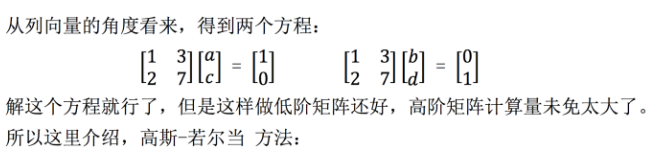 从列向量的角度看来，得到两个方程：
[1 3; 2 7][a; c] = [1; 0]    [1 3; 2 7][b; d] = [0; 1]
解这个方程就行了，但是这样做低阶矩阵还好，高阶矩阵计算量未免太大了。
所以这里介绍，高斯-若尔当 方法：